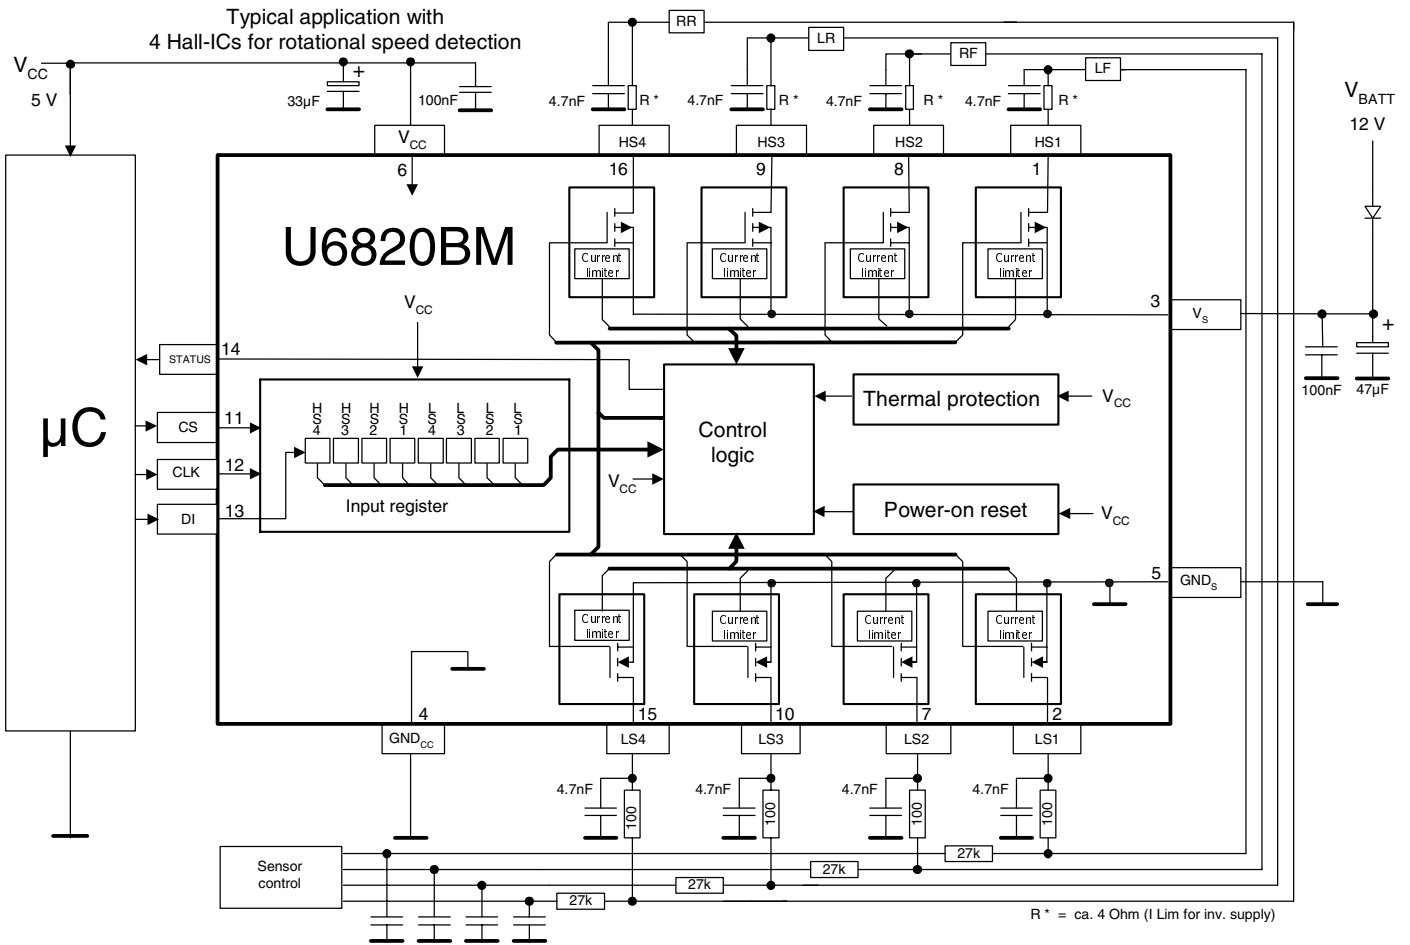 Typical application with
4 Hall-ICs for rotational speed detection
RR
LR
RF
LF
VCC
5 V
33µF
+
100nF
4.7nF
R *
4.7nF
R *
4.7nF
R *
4.7nF
R *
VBATT
12 V
VCC
HS4
HS3
HS2
HS1
6
16
9
8
1
U6820BM
Current
limiter
Current
limiter
Current
limiter
Current
limiter
VCC
3
VS
+
100nF
47µF
STATUS
14
µC
CS
11
CLK
12
DI
13
HS4
HS3
HS2
HS1
LS4
LS3
LS2
LS1
Input register
Control
logic
VCC
Thermal protection
VCC
Power-on reset
VCC
5
GNDS
Current
limiter
Current
limiter
Current
limiter
Current
limiter
4
15
10
7
2
GNDCC
LS4
LS3
LS2
LS1
4.7nF
100
4.7nF
100
4.7nF
100
4.7nF
100
Sensor
control
27k
27k
27k
27k
R * = ca. 4 Ohm (I Lim for inv. supply)